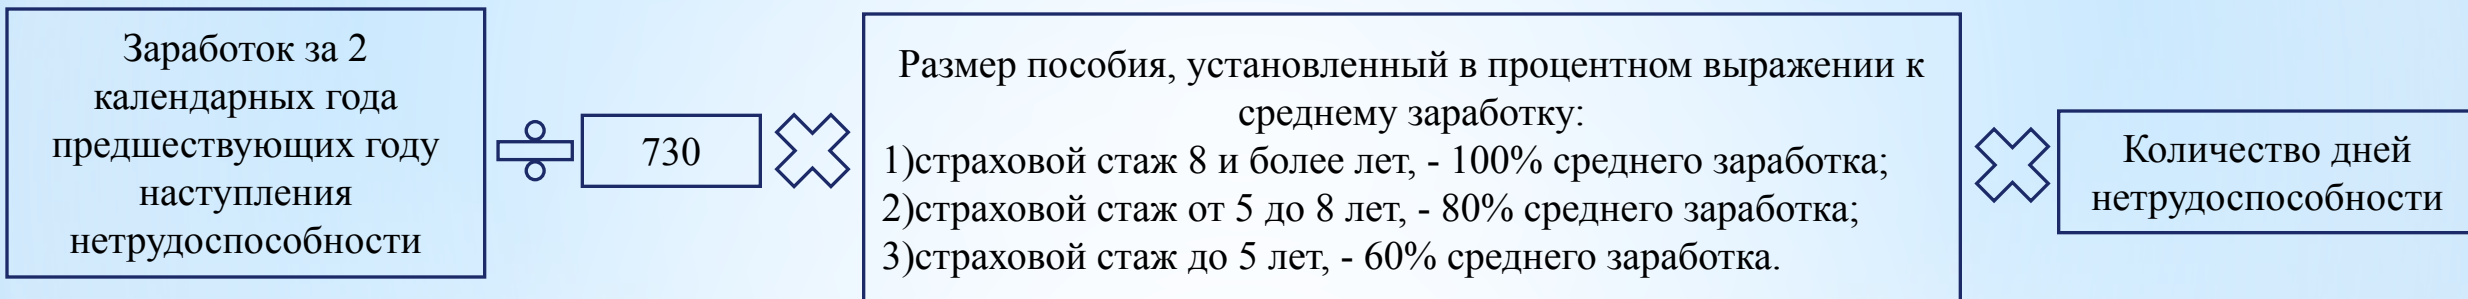 Заработок за 2
календарных года
предшествующих году
наступления
нетрудоспособности
730
Размер пособия, установленный в процентном выражении к
среднему заработку:
1)страховой стаж 8 и более лет, - 100% среднего заработка;
2)страховой стаж от 5 до 8 лет, - 80% среднего заработка;
3)страховой стаж до 5 лет, - 60% среднего заработка.
Количество дней
нетрудоспособности